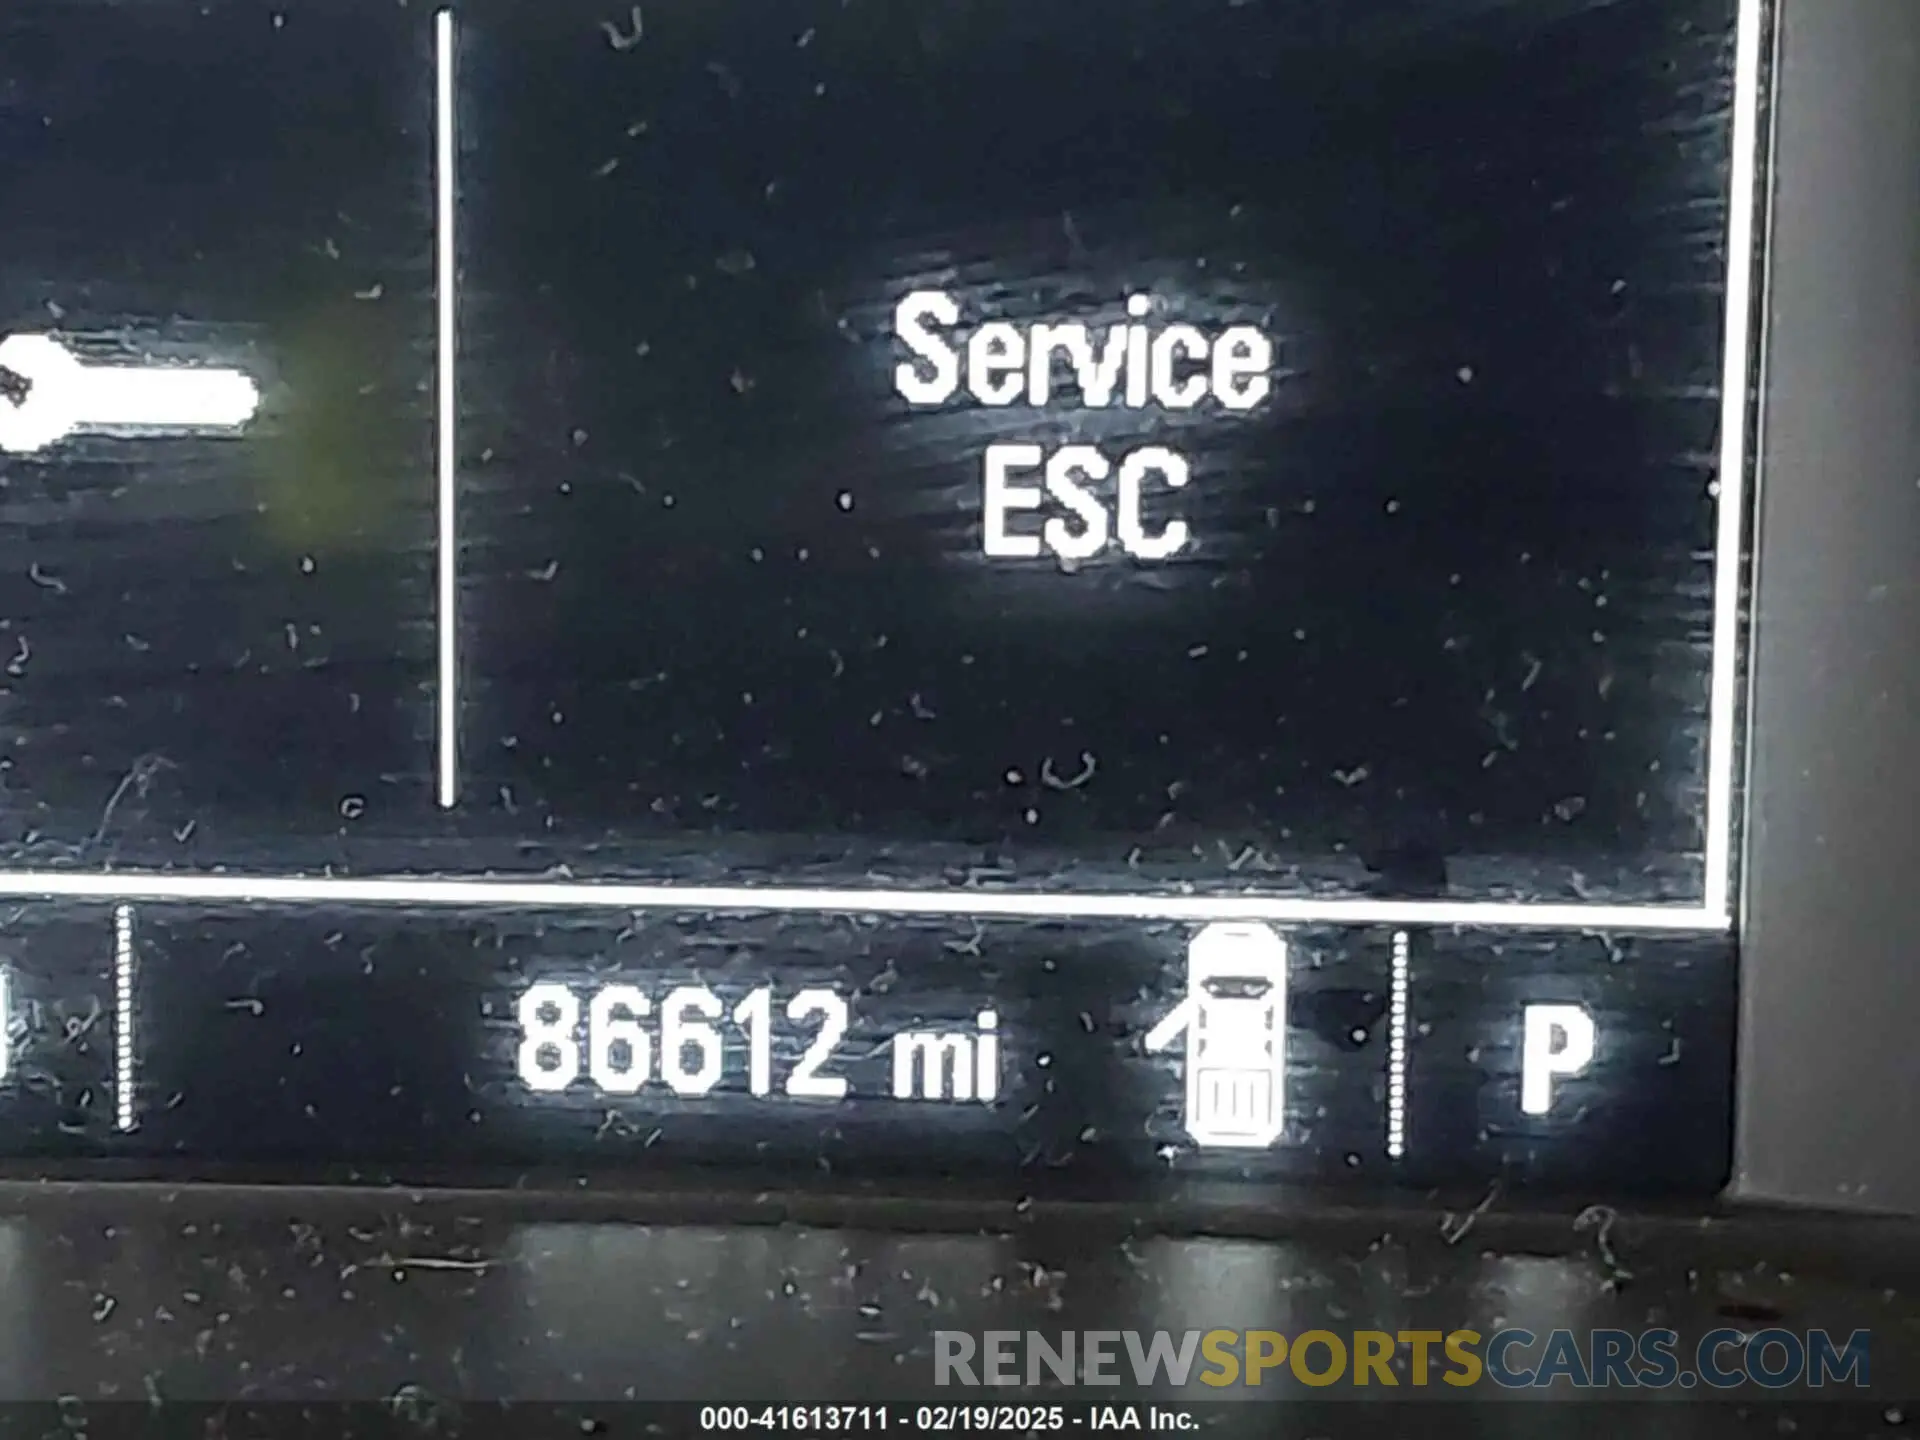 Service
ESC
86612 mi
P
RENEWSPORTSCARS.COM
000-41613711 - 02/19/2025 - IAA Inc.